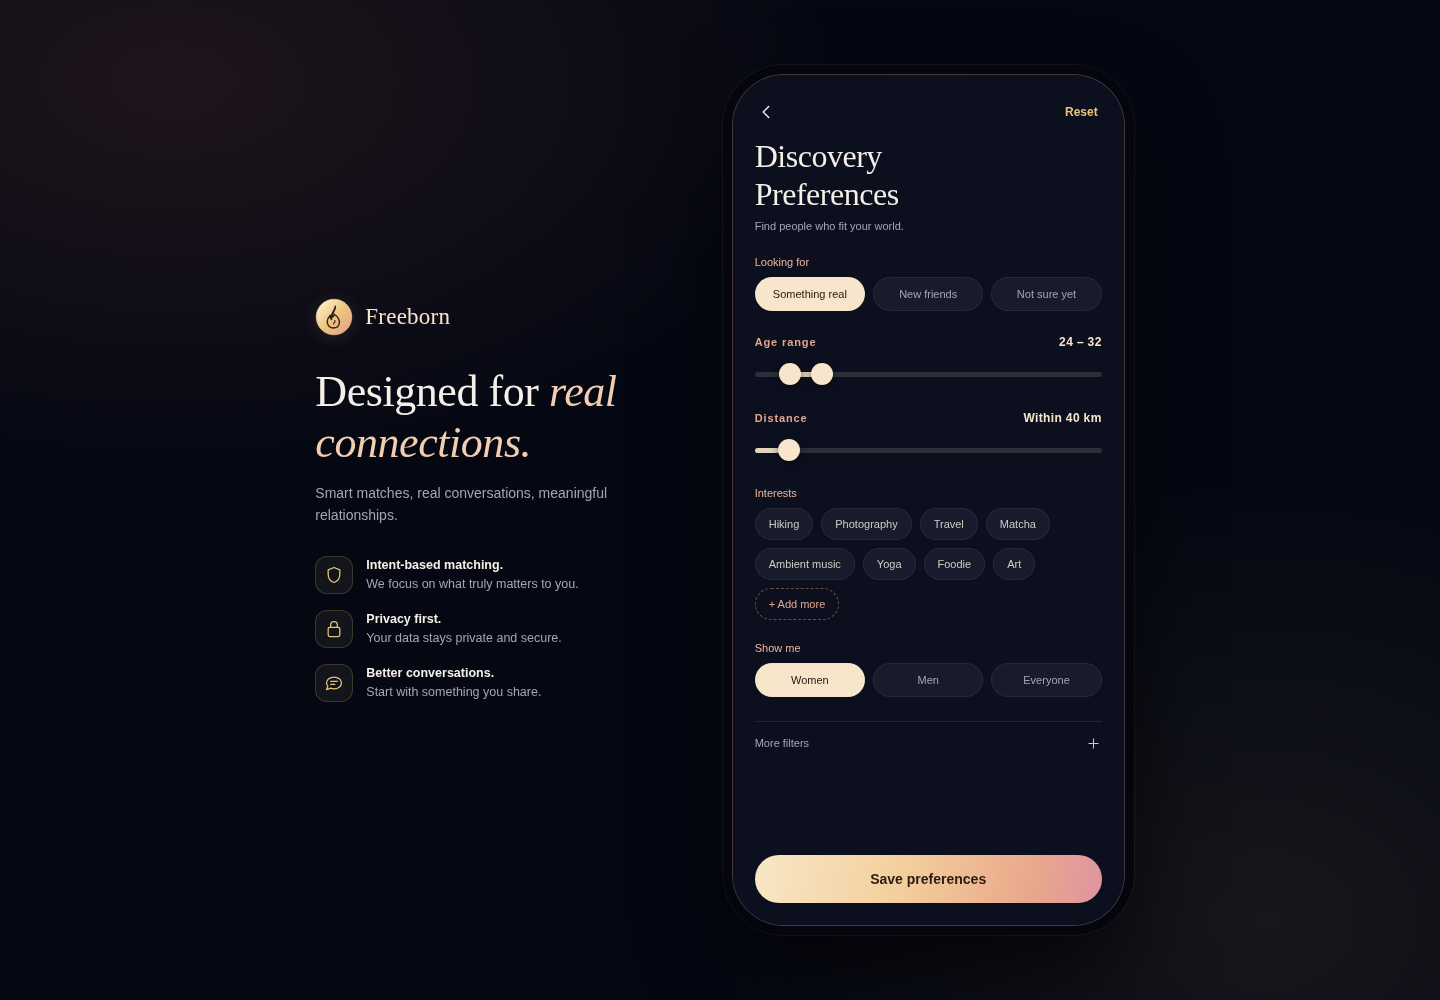 Freeborn
Designed for real
connections.
Smart matches, real conversations, meaningful
relationships.
Intent-based matching.
We focus on what truly matters to you.
Privacy first.
Your data stays private and secure.
Better conversations.
Start with something you share.
Reset
Discovery
Preferences
Find people who fit your world.
Looking for
Something real New friends Not sure yet
Age range 24 – 32
Distance Within 40 km
Interests
Hiking Photography Travel Matcha
Ambient music Yoga Foodie Art
+ Add more
Show me
Women Men Everyone
More filters +
Save preferences